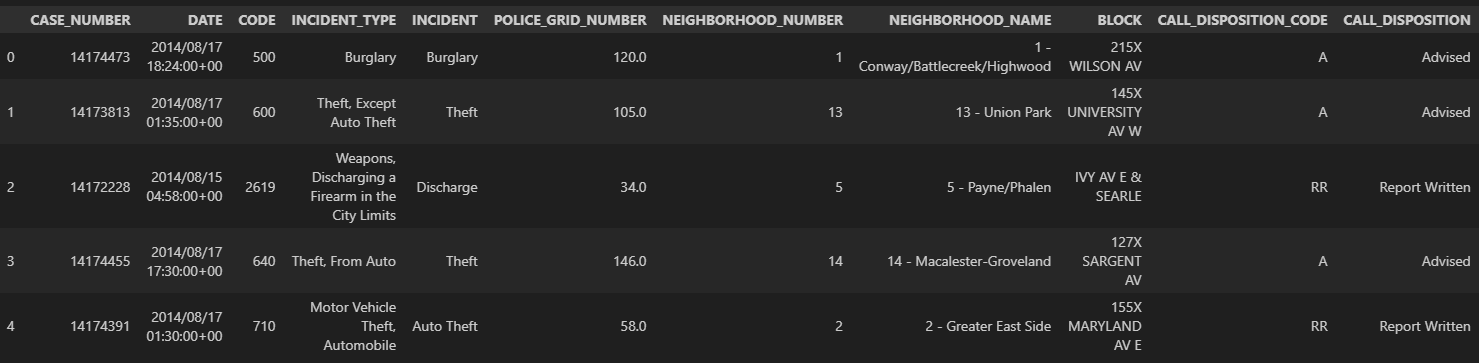 CASE_NUMBER DATE CODE INCIDENT_TYPE INCIDENT POLICE_GRID_NUMBER NEIGHBORHOOD_NUMBER NEIGHBORHOOD_NAME BLOCK CALL_DISPOSITION_CODE CALL_DISPOSITION
0 14174473 2014/08/17 18:24:00+00 500 Burglary Burglary 120.0 1 1 - Conway/Battlecreek/Highwood 215X WILSON AV A Advised
1 14173813 2014/08/17 01:35:00+00 600 Theft, Except Auto Theft Theft 105.0 13 13 - Union Park 145X UNIVERSITY AV W A Advised
2 14172228 2014/08/15 04:58:00+00 2619 Weapons, Discharging a Firearm in the City Limits Discharge 34.0 5 5 - Payne/Phalen IVY AV E & SEARLE RR Report Written
3 14174455 2014/08/17 17:30:00+00 640 Theft, From Auto Theft 146.0 14 14 - Macalester-Groveland 127X SARGENT AV A Advised
4 14174391 2014/08/17 01:30:00+00 710 Motor Vehicle Theft, Automobile Auto Theft 58.0 2 2 - Greater East Side 155X MARYLAND AV E RR Report Written